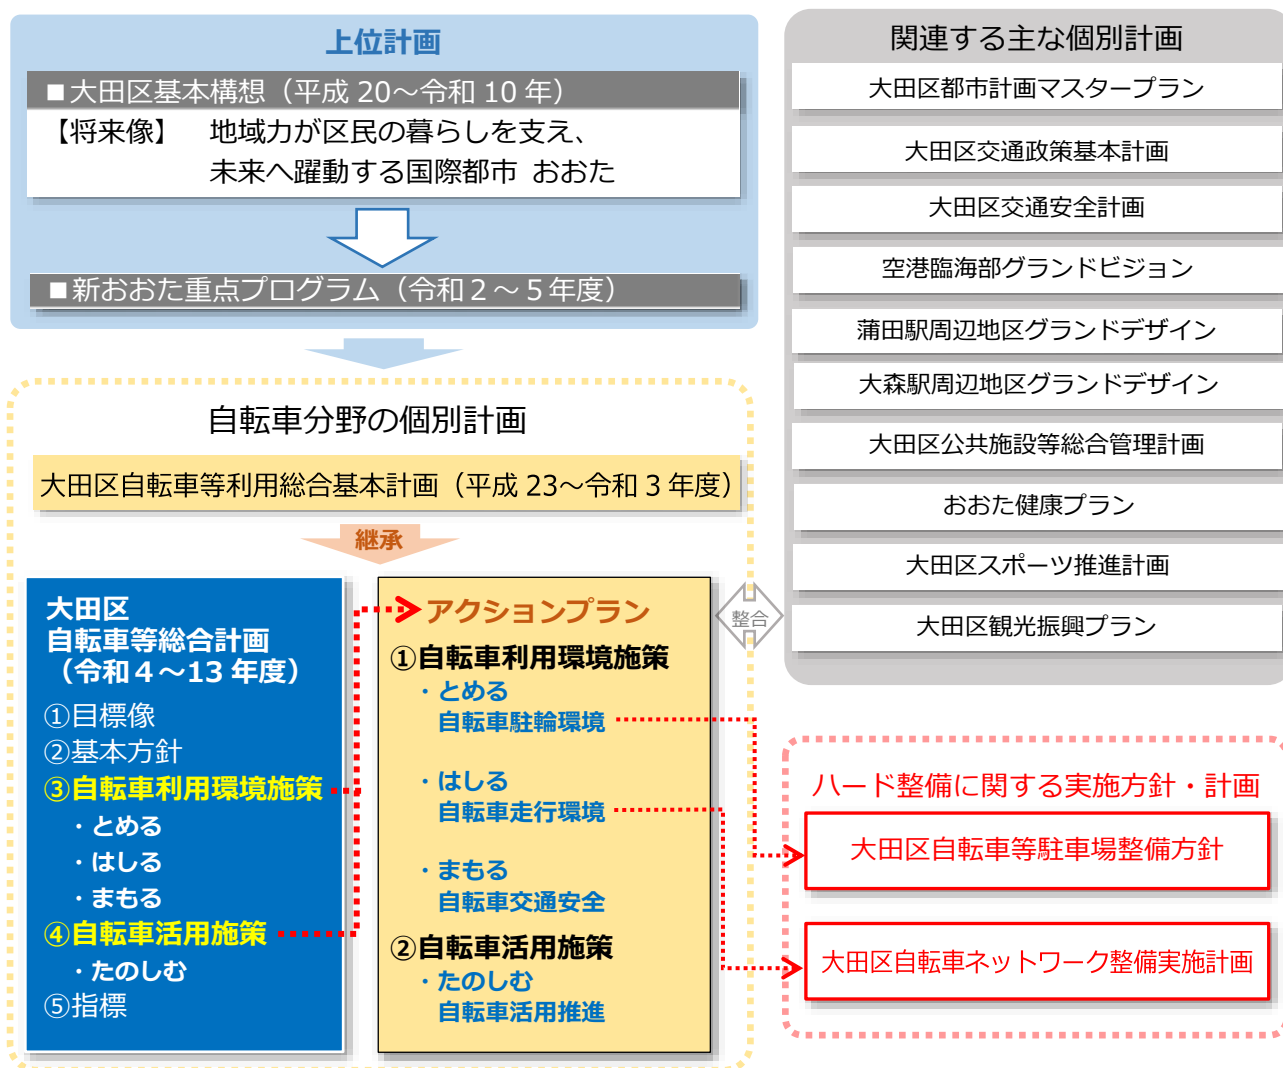 上位計画
■大田区基本構想（平成 20～令和 10 年）
【将来像】 地域力が区民の暮らしを支え、
未来へ躍動する国際都市 おおた
■新おおた重点プログラム（令和２～５年度）
自転車分野の個別計画
大田区自転車等利用総合基本計画（平成 23～令和 3 年度）
継承
大田区
自転車等総合計画
（令和４～13 年度）
①目標像
②基本方針
③自転車利用環境施策
・とめる
・はしる
・まもる
④自転車活用施策
・たのしむ
⑤指標
アクションプラン
①自転車利用環境施策
・とめる
自転車駐輪環境
・はしる
自転車走行環境
・まもる
自転車交通安全
②自転車活用施策
・たのしむ
自転車活用推進
整合
関連する主な個別計画
大田区都市計画マスタープラン
大田区交通政策基本計画
大田区交通安全計画
空港臨海部グランドビジョン
蒲田駅周辺地区グランドデザイン
大森駅周辺地区グランドデザイン
大田区公共施設等総合管理計画
おおた健康プラン
大田区スポーツ推進計画
大田区観光振興プラン
ハード整備に関する実施方針・計画
大田区自転車等駐車場整備方針
大田区自転車ネットワーク整備実施計画